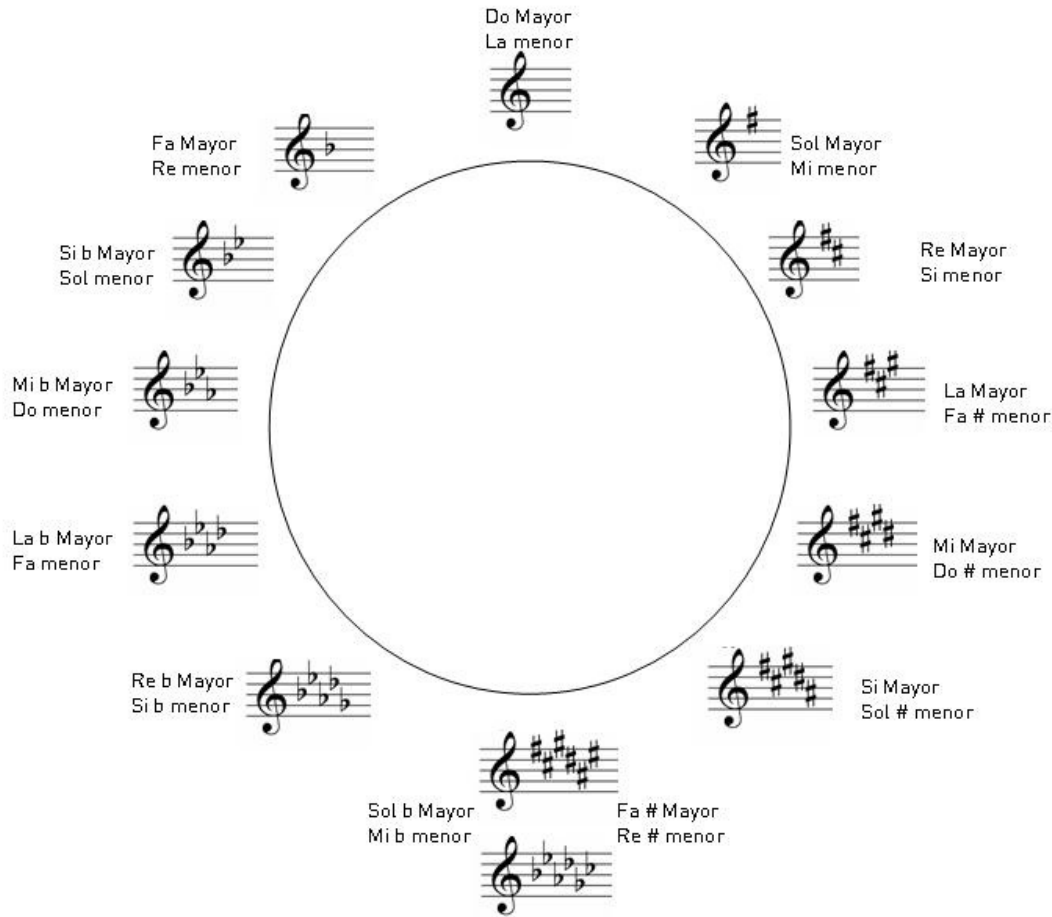 Do Mayor
La menor
Sol Mayor
Mi menor
Re Mayor
Si menor
La Mayor
Fa # menor
Mi Mayor
Do # menor
Si Mayor
Sol # menor
Fa # Mayor
Re # menor
Sol b Mayor
Mi b menor
Re b Mayor
Si b menor
La b Mayor
Fa menor
Mi b Mayor
Do menor
Si b Mayor
Sol menor
Fa Mayor
Re menor